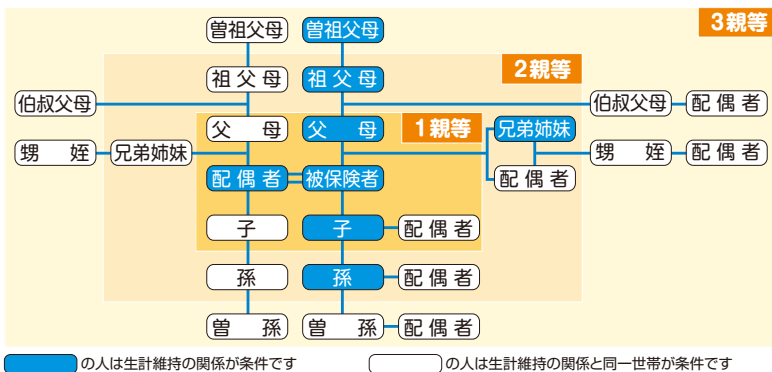 3親等
曽祖父母 曽祖父母
2親等
祖父母 祖父母
伯叔父母 伯叔父母 配偶者
父母 父母 1親等 兄弟姉妹
甥姪 兄弟姉妹 甥姪 配偶者
配偶者 被保険者 配偶者
子 子 配偶者
孫 孫 配偶者
曽孫 曽孫 配偶者
の人は生計維持の関係が条件です の人は生計維持の関係と同一世帯が条件です